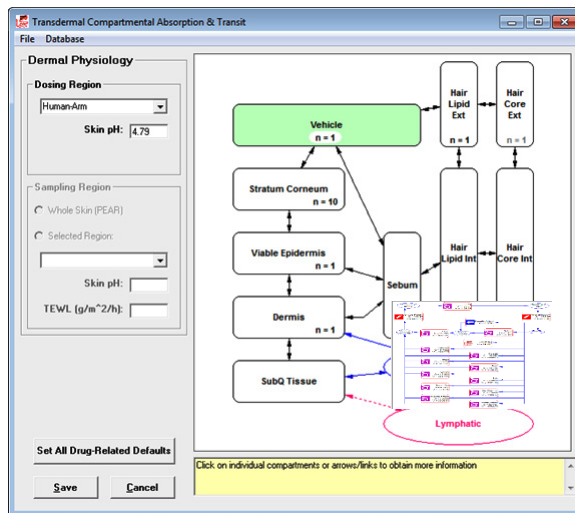 Transdermal Compartmental Absorption & Transit
File Database
Dermal Physiology
Dosing Region
Human-Arm
Skin pH: 4.79
Sampling Region
Whole Skin (PEAR)
Selected Region:
Skin pH:
TEWL (g/m^2/h):
Set All Drug-Related Defaults
Save Cancel
Vehicle
n = 1
Hair
Lipid
Ext
n = 1
Hair
Core
Ext
n = 1
Stratum Corneum
n = 10
Viable Epidermis
n = 1
Dermis
n = 1
SubQ Tissue
Sebum
Hair
Lipid Int
Hair
Core Int
Lymphatic
Click on individual compartments or arrows/links to obtain more information